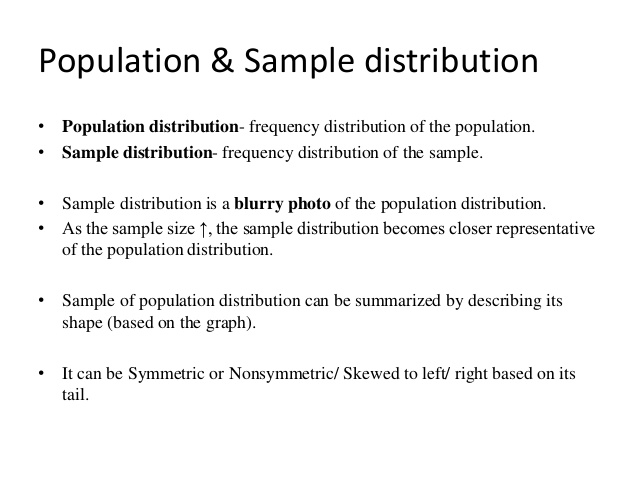 Population & Sample distribution
• Population distribution- frequency distribution of the population.
• Sample distribution- frequency distribution of the sample.
• Sample distribution is a blurry photo of the population distribution.
• As the sample size ↑, the sample distribution becomes closer representative
of the population distribution.
• Sample of population distribution can be summarized by describing its
shape (based on the graph).
• It can be Symmetric or Nonsymmetric/ Skewed to left/ right based on its
tail.